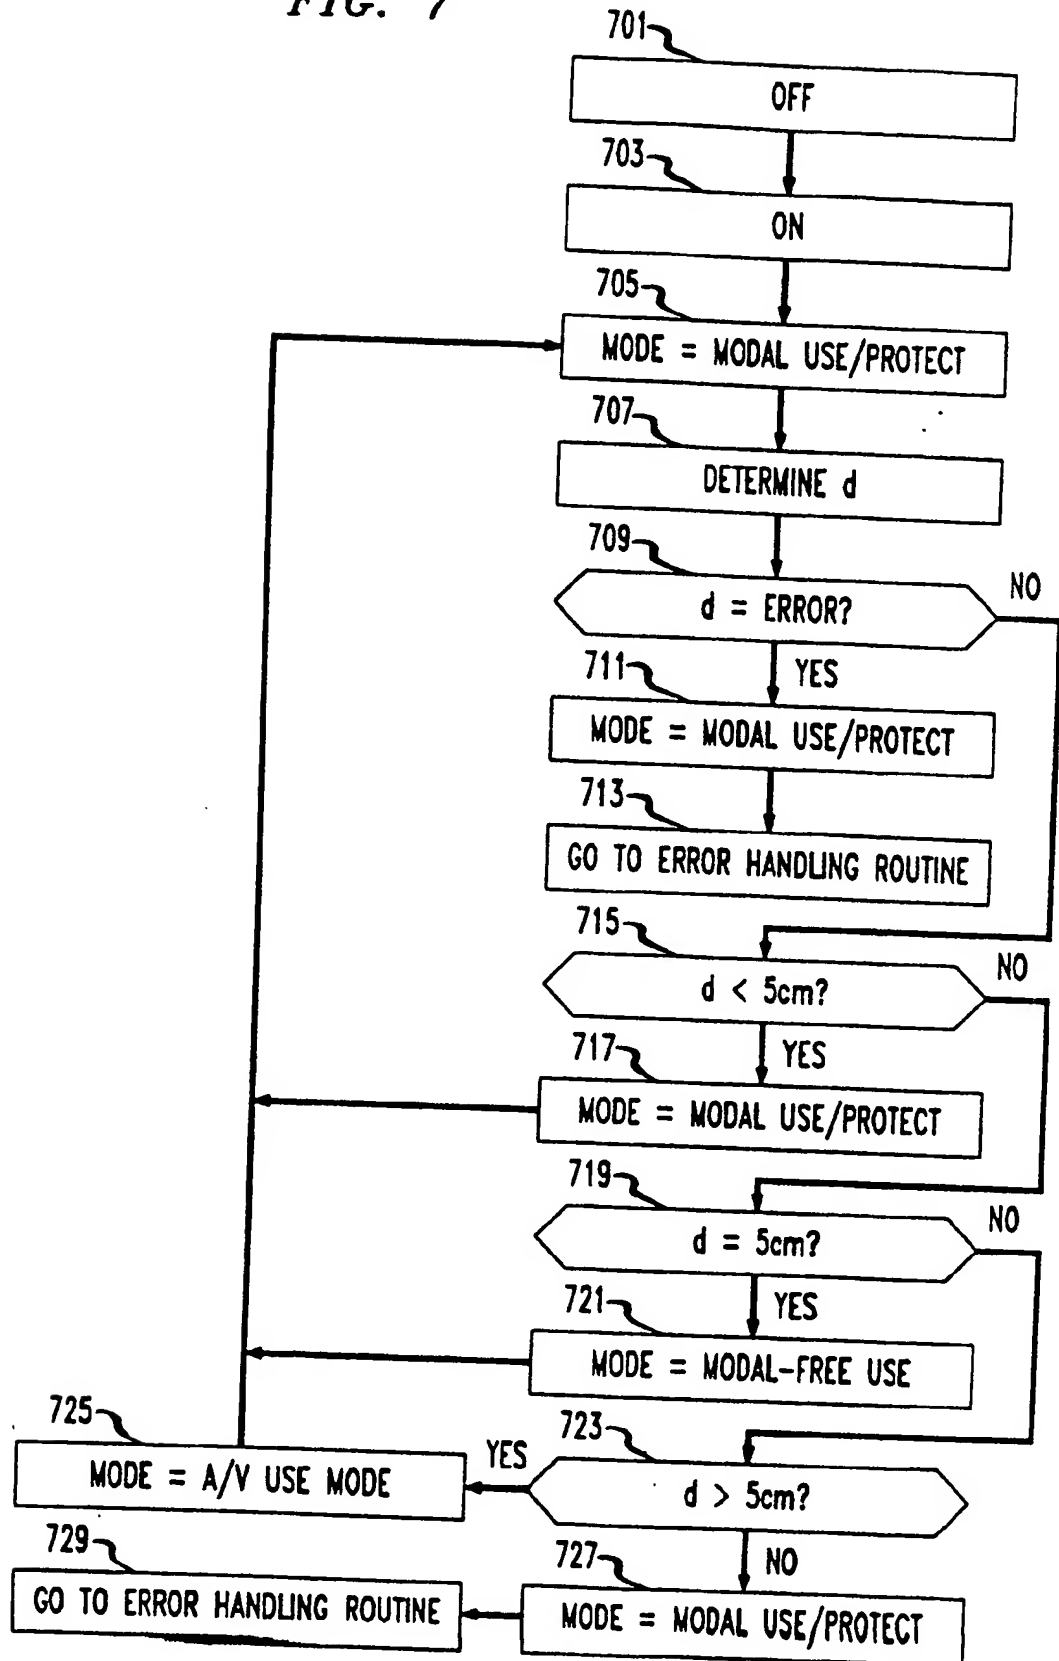 FIG. 7
701
OFF
703
ON
705
MODE = MODAL USE/PROTECT
707
DETERMINE d
709
d = ERROR?
NO
YES
711
MODE = MODAL USE/PROTECT
713
GO TO ERROR HANDLING ROUTINE
715
d < 5cm?
NO
YES
717
MODE = MODAL USE/PROTECT
719
d = 5cm?
NO
YES
721
MODE = MODAL-FREE USE
723
d > 5cm?
YES
725
MODE = A/V USE MODE
NO
727
MODE = MODAL USE/PROTECT
729
GO TO ERROR HANDLING ROUTINE